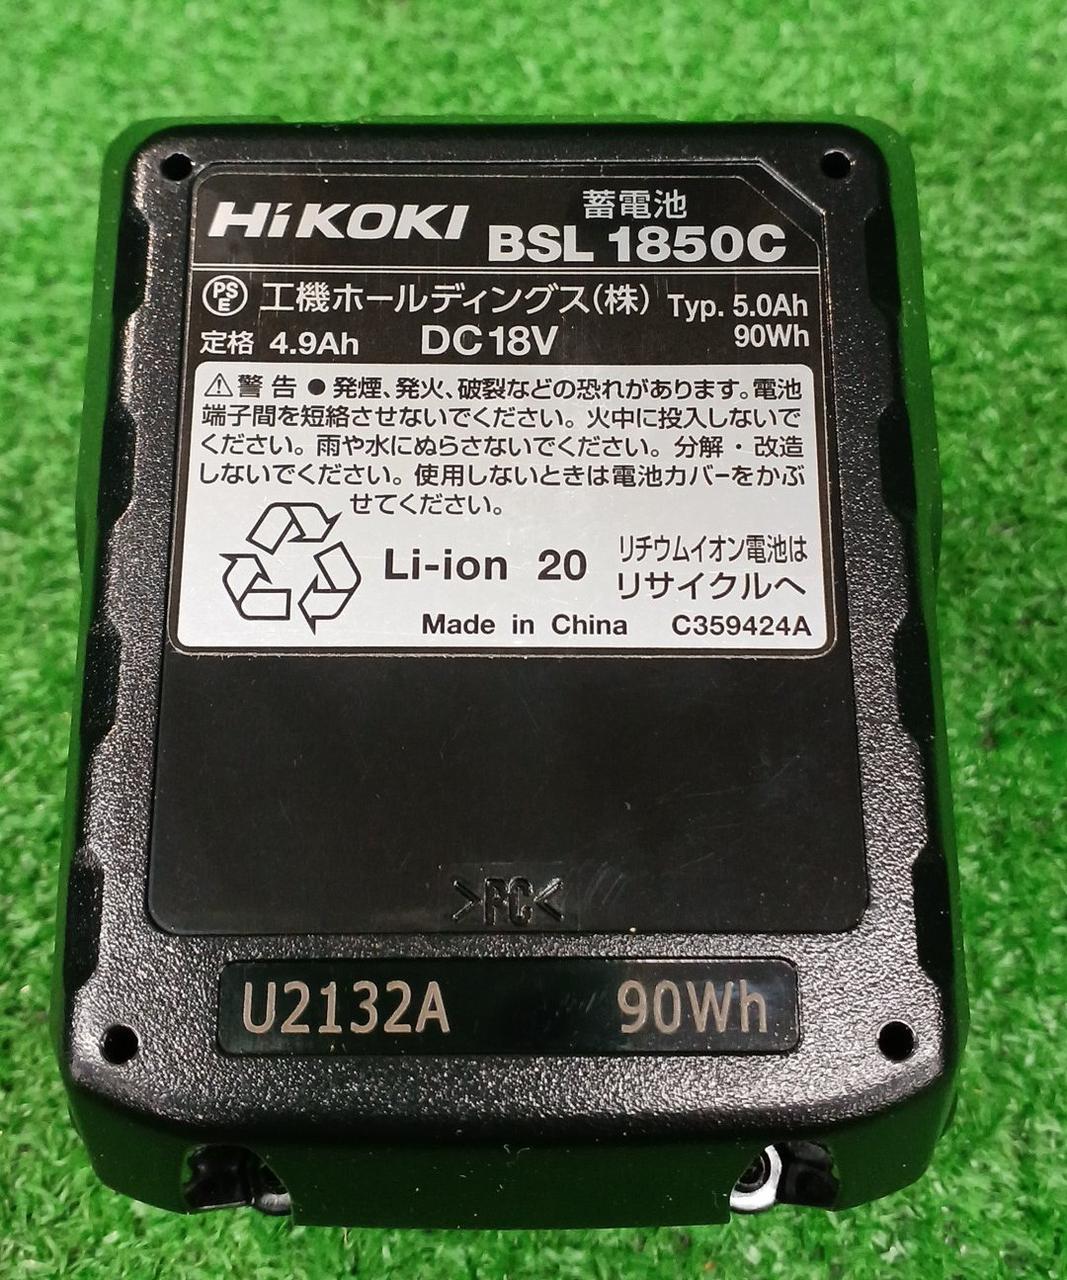 HiKOKI 蓄電池
BSL 1850C
PSE 工機ホールディングス(株) Typ. 5.0Ah
定格 4.9Ah DC18V 90Wh
⚠警告 ● 発煙、発火、破裂などの恐れがあります。電池
端子間を短絡させないでください。火中に投入しないで
ください。雨や水にぬらさないでください。分解・改造
しないでください。使用しないときは電池カバーをかぶ
せてください。
Li-ion 20 リチウムイオン電池は
リサイクルへ
Made in China C359424A
>PC<
U2132A 90Wh